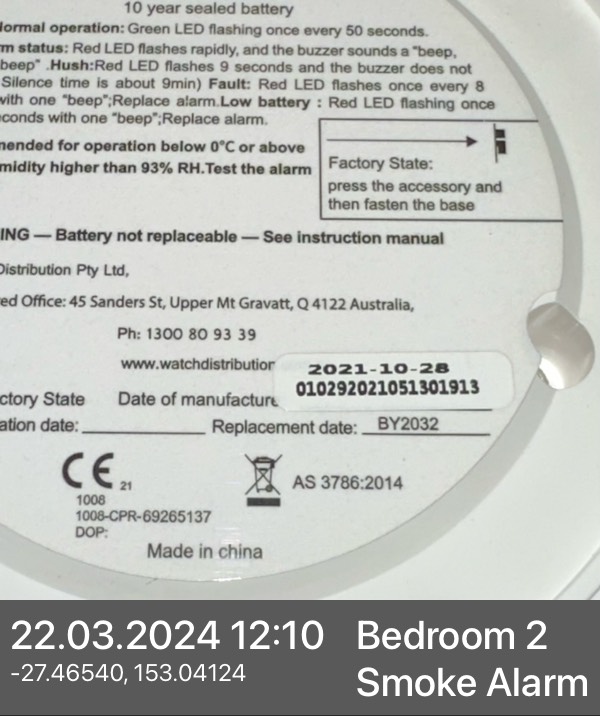 10 year sealed battery
ormal operation: Green LED flashing once every 50 seconds.
m status: Red LED flashes rapidly, and the buzzer sounds a "beep,
beep" .Hush:Red LED flashes 9 seconds and the buzzer does not
Silence time is about 9min) Fault: Red LED flashes once every 8
with one "beep";Replace alarm.Low battery : Red LED flashing once
conds with one "beep";Replace alarm.
mended for operation below 0°C or above
midity higher than 93% RH.Test the alarm
Factory State:
press the accessory and
then fasten the base
ING — Battery not replaceable — See instruction manual
Distribution Pty Ltd,
ed Office: 45 Sanders St, Upper Mt Gravatt, Q 4122 Australia,
Ph: 1300 80 93 39
www.watchdistribution
2021-10-28
010292021051301913
ctory State Date of manufacture
ation date: Replacement date: BY2032
CE 21
1008
1008-CPR-69265137
DOP:
AS 3786:2014
Made in china
22.03.2024 12:10
-27.46540, 153.04124
Bedroom 2
Smoke Alarm